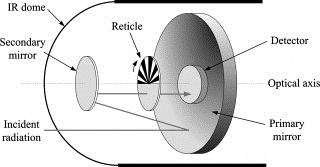 IR dome
Reticle
Secondary
mirror
Detector
Optical axis
Incident
radiation
Primary
mirror